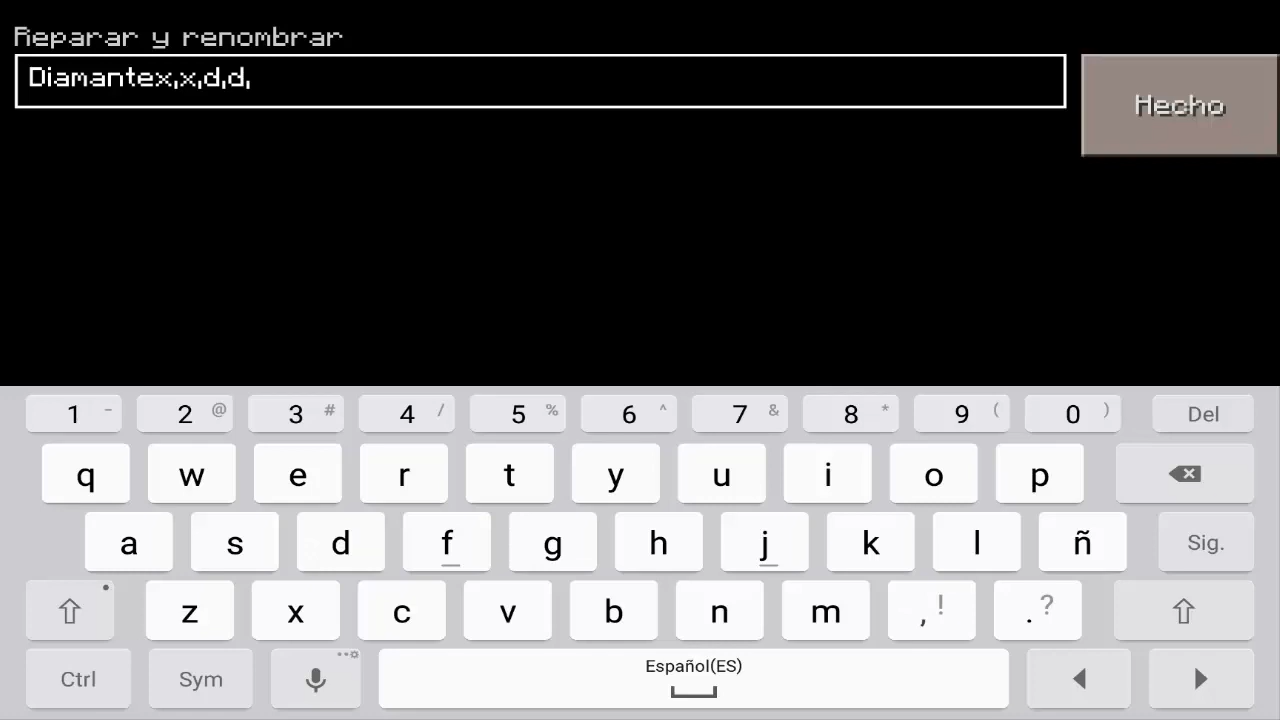 Reparar y renombrar
Diamantex,x,d,d,
Hecho
1 - 2 @ 3 # 4 / 5 % 6 ^ 7 & 8 * 9 ( 0 ) Del
q w e r t y u i o p
a s d f g h j k l ñ Sig.
z x c v b n m , ! . ?
Ctrl Sym Español(ES)